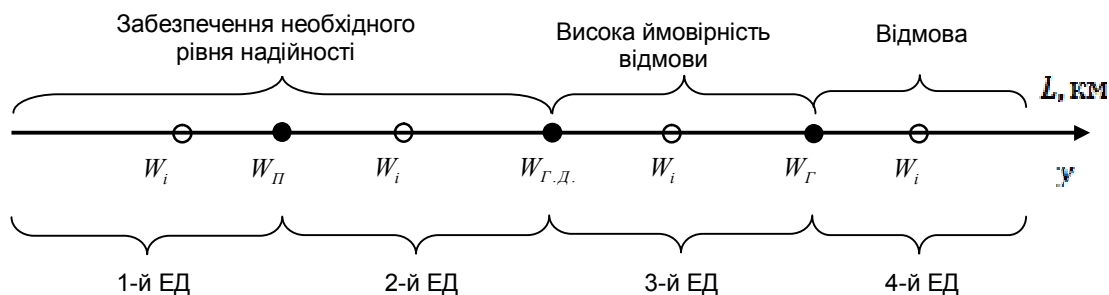 Забезпечення необхідного
рівня надійності
Висока ймовірність
відмови
Відмова
L, км
W_i W_П W_i W_Г.Д. W_i W_Г W_i y
1-й ЕД 2-й ЕД 3-й ЕД 4-й ЕД